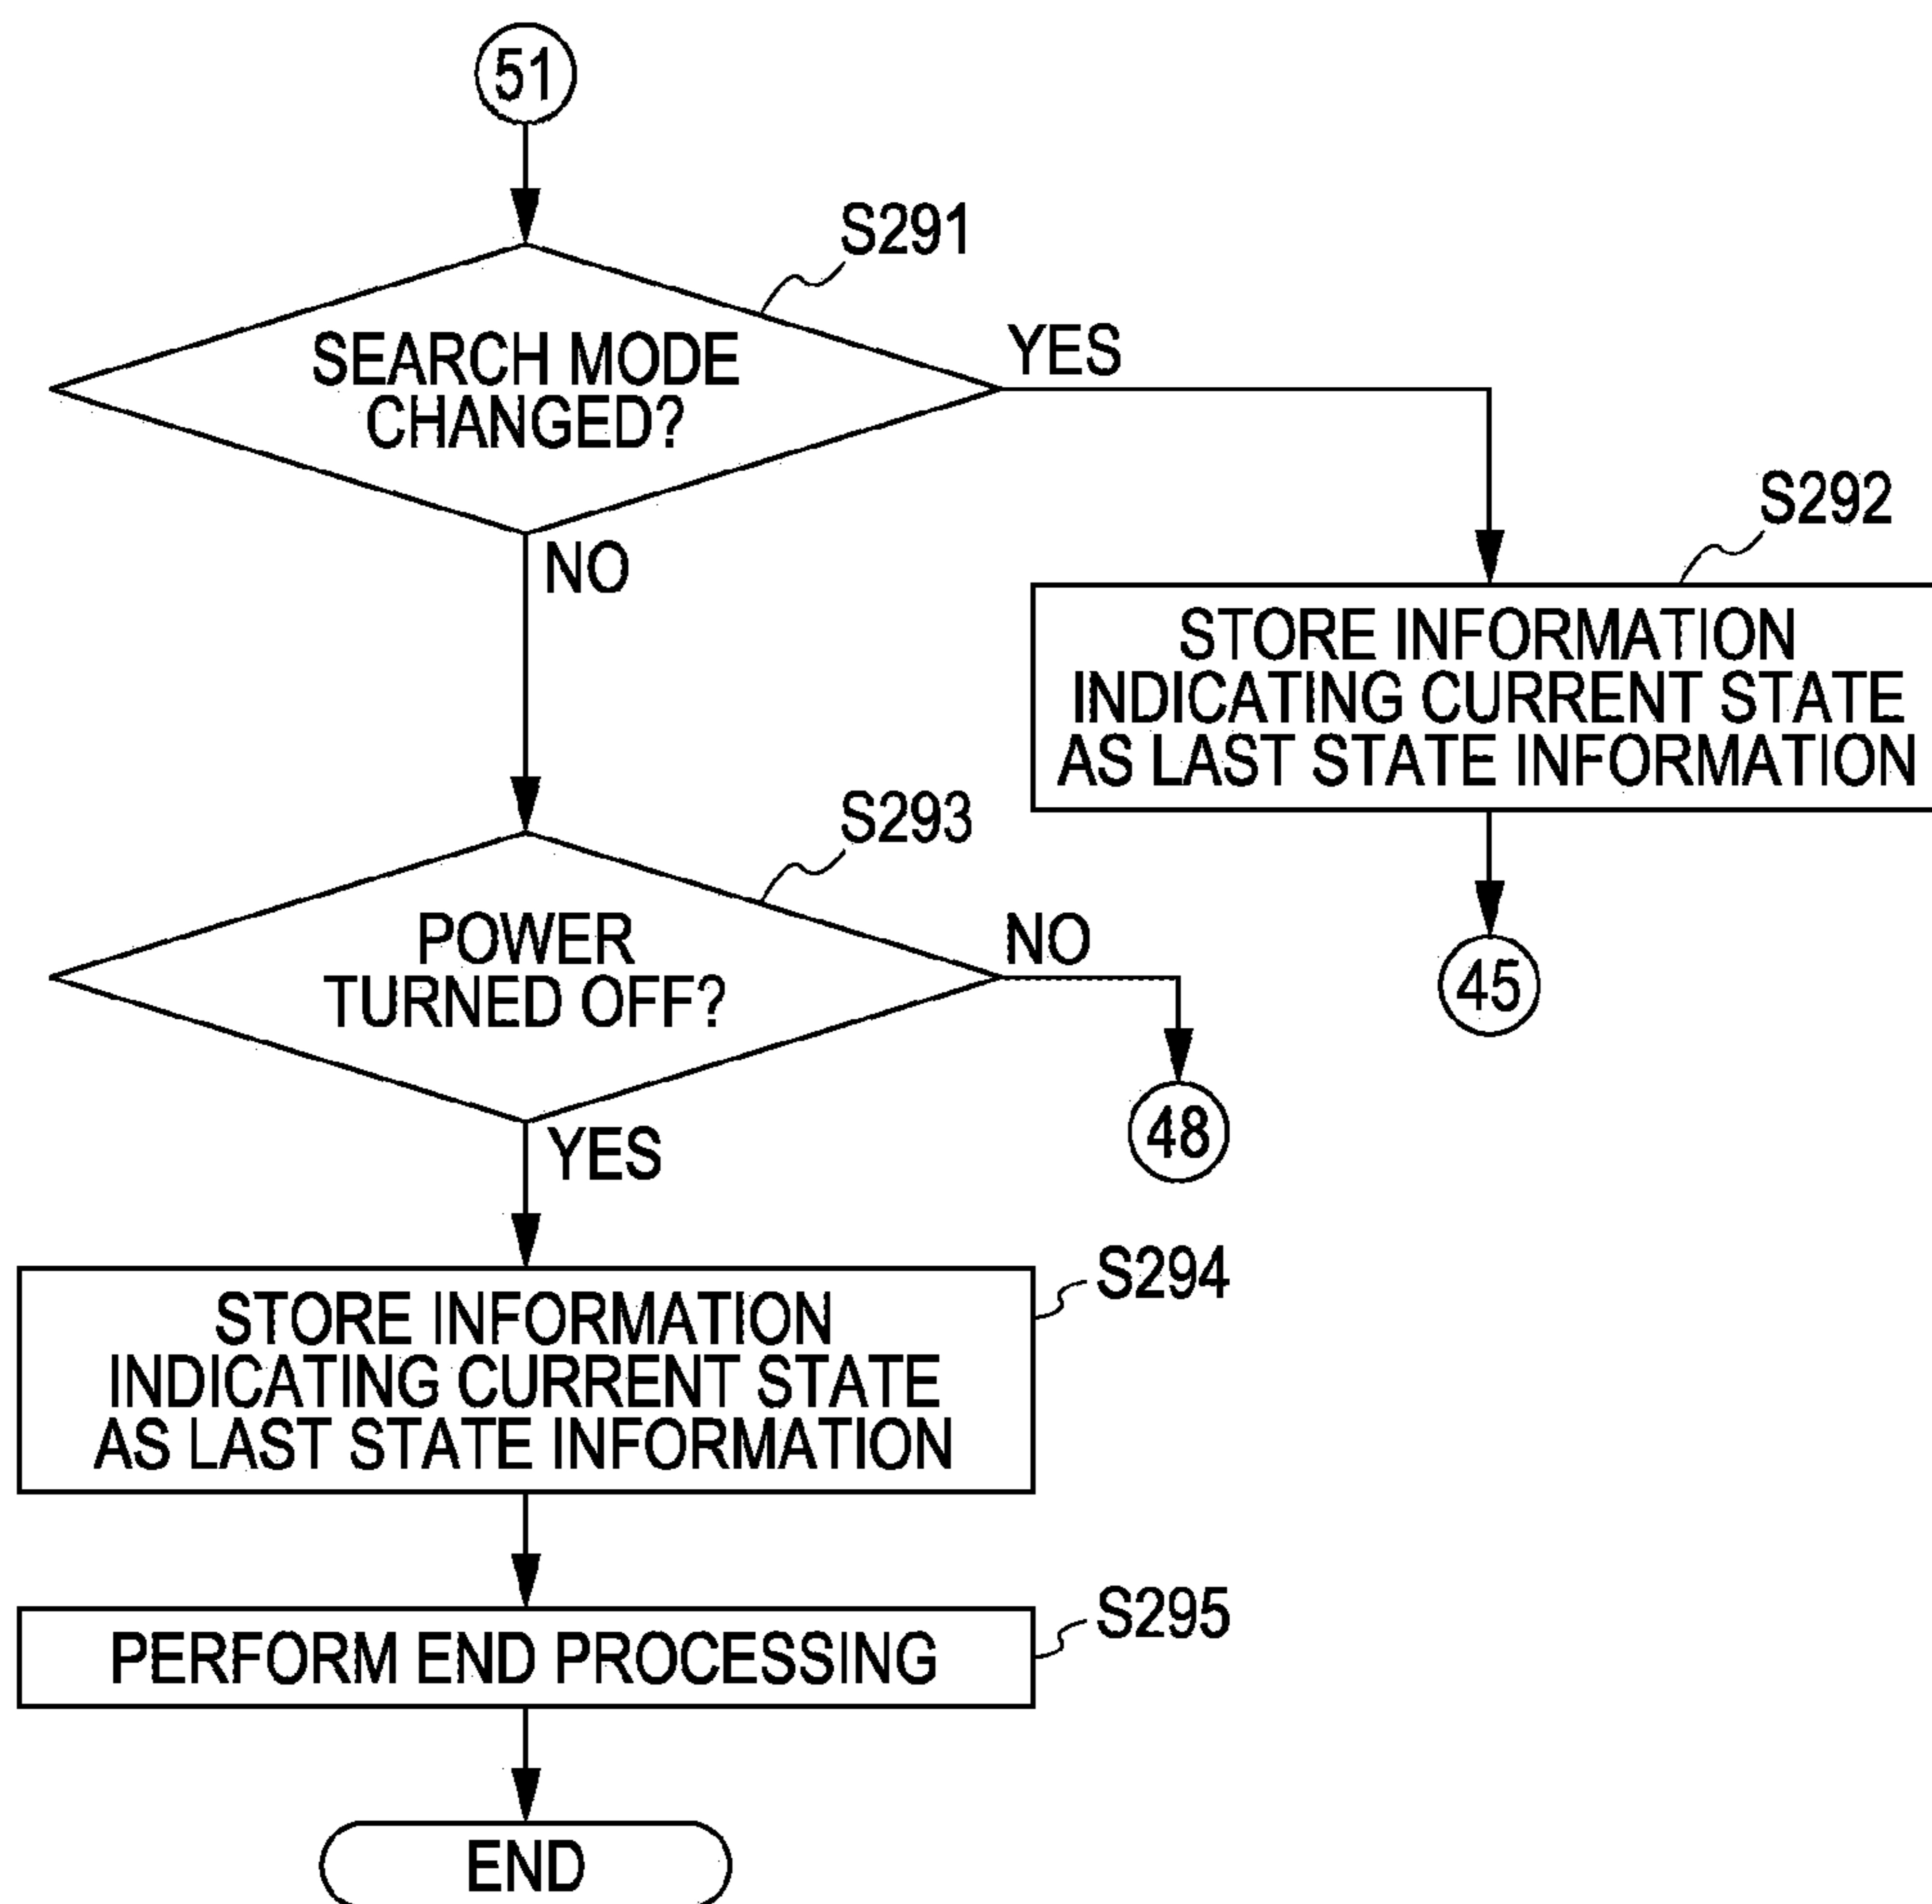 51
S291
SEARCH MODE
CHANGED?
YES
NO
S292
STORE INFORMATION
INDICATING CURRENT STATE
AS LAST STATE INFORMATION
45
S293
POWER
TURNED OFF?
NO
48
YES
S294
STORE INFORMATION
INDICATING CURRENT STATE
AS LAST STATE INFORMATION
S295
PERFORM END PROCESSING
END